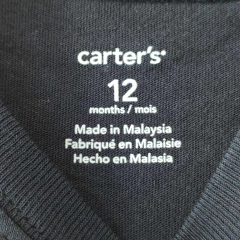 carter's
12
months / mois
Made in Malaysia
Fabriqué en Malaisie
Hecho en Malasia